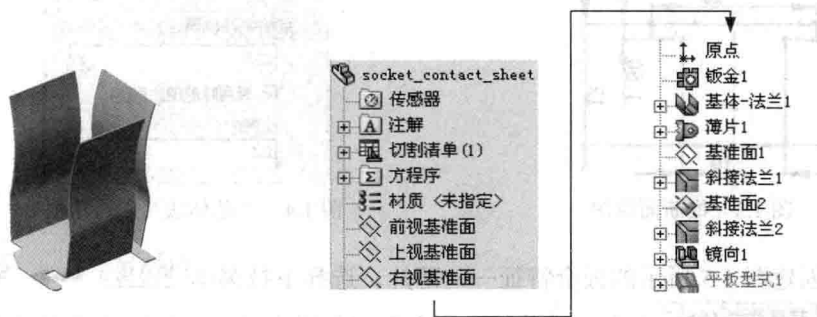 socket_contact_sheet
传感器
A 注解
切割清单(1)
Σ 方程序
材质 <未指定>
前视基准面
上视基准面
右视基准面
原点
钣金1
基体-法兰1
薄片1
基准面1
斜接法兰1
基准面2
斜接法兰2
镜向1
平板型式1